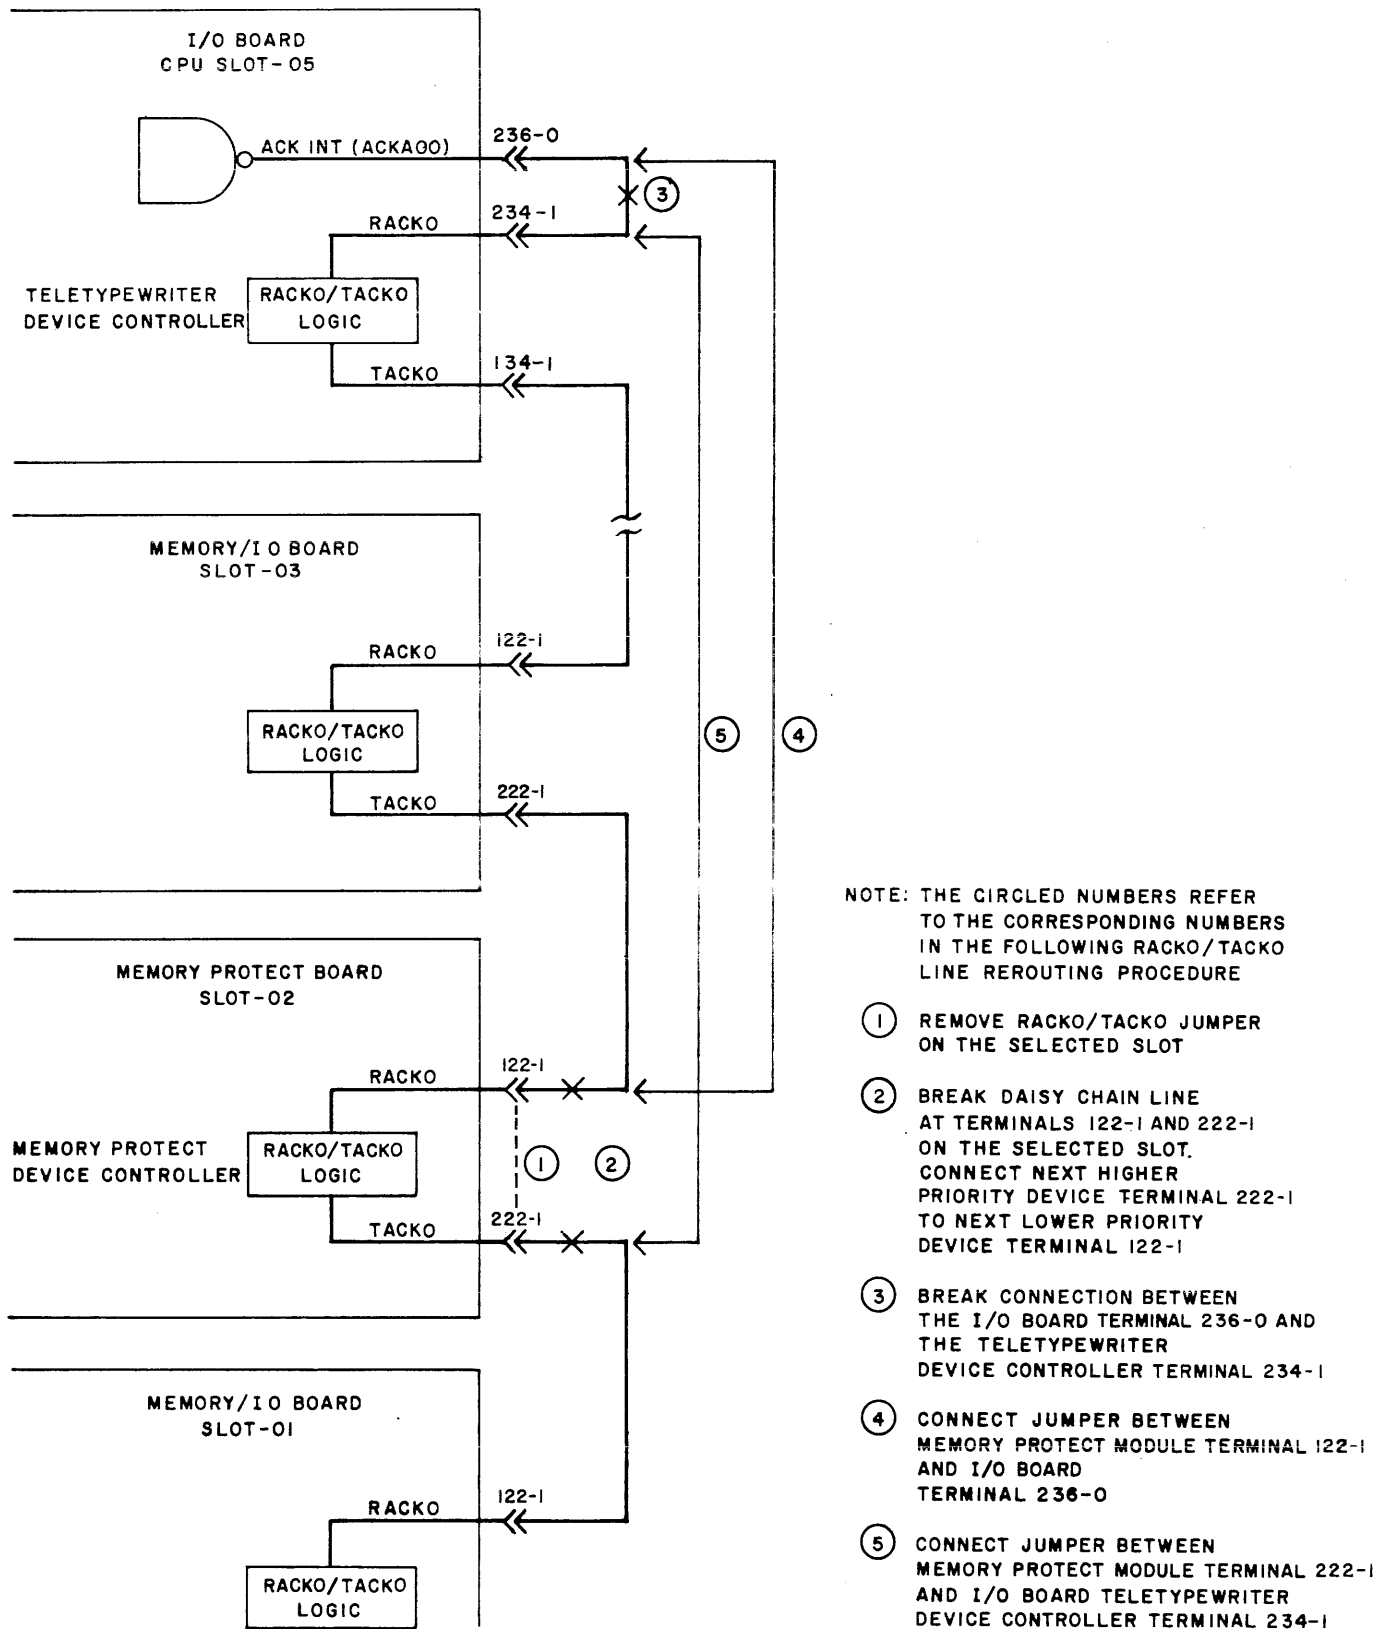 I/O BOARD
CPU SLOT-05
236-0
ACK INT (ACKA00)
3
234-1
RACKO
TELETYPEWRITER
DEVICE CONTROLLER
RACKO/TACKO
LOGIC
134-1
TACKO
MEMORY/IO BOARD
SLOT-03
122-1
RACKO
RACKO/TACKO
LOGIC
5
4
222-1
TACKO
MEMORY PROTECT BOARD
SLOT-02
122-1
RACKO
MEMORY PROTECT
DEVICE CONTROLLER
RACKO/TACKO
LOGIC
1
2
222-1
TACKO
MEMORY/IO BOARD
SLOT-01
122-1
RACKO
RACKO/TACKO
LOGIC
NOTE: THE CIRCLED NUMBERS REFER
TO THE CORRESPONDING NUMBERS
IN THE FOLLOWING RACKO/TACKO
LINE REROUTING PROCEDURE
1 REMOVE RACKO/TACKO JUMPER
ON THE SELECTED SLOT
2 BREAK DAISY CHAIN LINE
AT TERMINALS 122-1 AND 222-1
ON THE SELECTED SLOT.
CONNECT NEXT HIGHER
PRIORITY DEVICE TERMINAL 222-1
TO NEXT LOWER PRIORITY
DEVICE TERMINAL 122-1
3 BREAK CONNECTION BETWEEN
THE I/O BOARD TERMINAL 236-0 AND
THE TELETYPEWRITER
DEVICE CONTROLLER TERMINAL 234-1
4 CONNECT JUMPER BETWEEN
MEMORY PROTECT MODULE TERMINAL 122-1
AND I/O BOARD
TERMINAL 236-0
5 CONNECT JUMPER BETWEEN
MEMORY PROTECT MODULE TERMINAL 222-1
AND I/O BOARD TELETYPEWRITER
DEVICE CONTROLLER TERMINAL 234-1